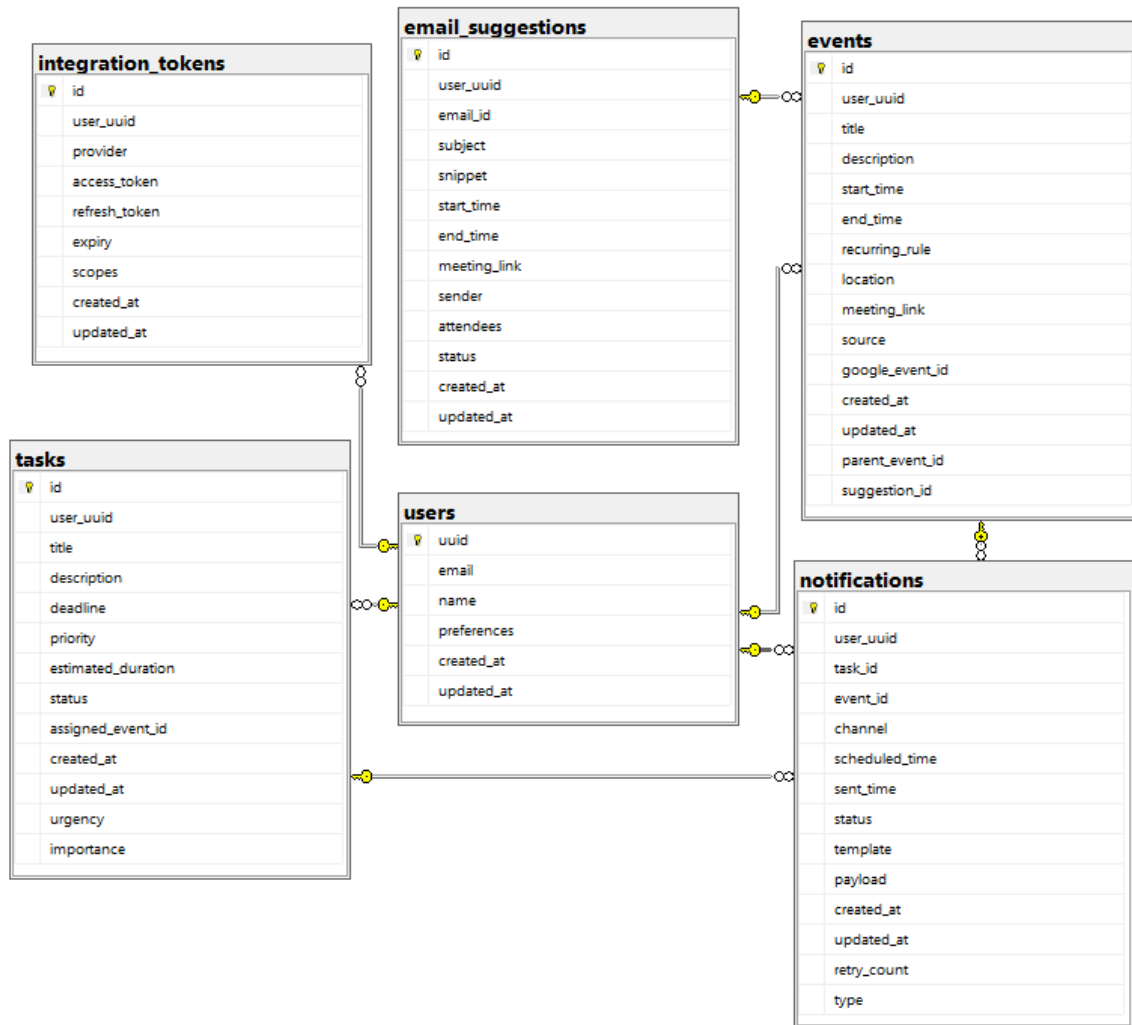 integration_tokens
id
user_uuid
provider
access_token
refresh_token
expiry
scopes
created_at
updated_at
email_suggestions
id
user_uuid
email_id
subject
snippet
start_time
end_time
meeting_link
sender
attendees
status
created_at
updated_at
events
id
user_uuid
title
description
start_time
end_time
recurring_rule
location
meeting_link
source
google_event_id
created_at
updated_at
parent_event_id
suggestion_id
tasks
id
user_uuid
title
description
deadline
priority
estimated_duration
status
assigned_event_id
created_at
updated_at
urgency
importance
users
uuid
email
name
preferences
created_at
updated_at
notifications
id
user_uuid
task_id
event_id
channel
scheduled_time
sent_time
status
template
payload
created_at
updated_at
retry_count
type